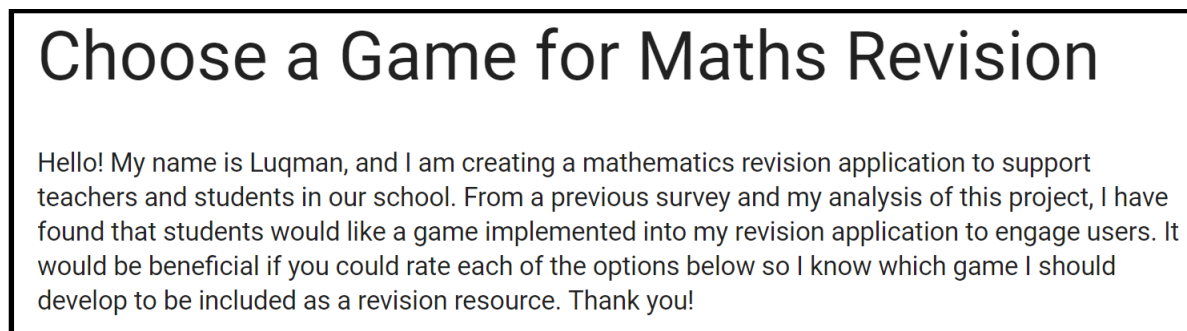 Choose a Game for Maths Revision
Hello! My name is Luqman, and I am creating a mathematics revision application to support
teachers and students in our school. From a previous survey and my analysis of this project, I have
found that students would like a game implemented into my revision application to engage users. It
would be beneficial if you could rate each of the options below so I know which game I should
develop to be included as a revision resource. Thank you!